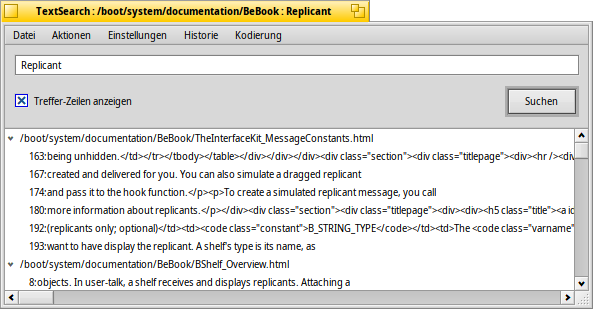 TextSearch : /boot/system/documentation/BeBook : Replicant
Datei Aktionen Einstellungen Historie Kodierung
Replicant
Treffer-Zeilen anzeigen Suchen
/boot/system/documentation/BeBook/TheInterfaceKit_MessageConstants.html
163:being unhidden.</td></tr></tbody></table></div></div></div><div class="section"><div class="titlepage"><div><hr /><div
167:created and delivered for you. You can also simulate a dragged replicant
174:and pass it to the hook function.</p><p>To create a simulated replicant message, you call
180:more information about replicants.</p></div><div class="section"><div class="titlepage"><div><div><h5 class="title"><a id
192:(replicants only; optional)</td><td><code class="constant">B_STRING_TYPE</code></td><td>The <code class="varname"
193:want to have display the replicant. A shelf's type is its name, as
/boot/system/documentation/BeBook/BShelf_Overview.html
8:objects. In user-talk, a shelf receives and displays replicants. Attaching a